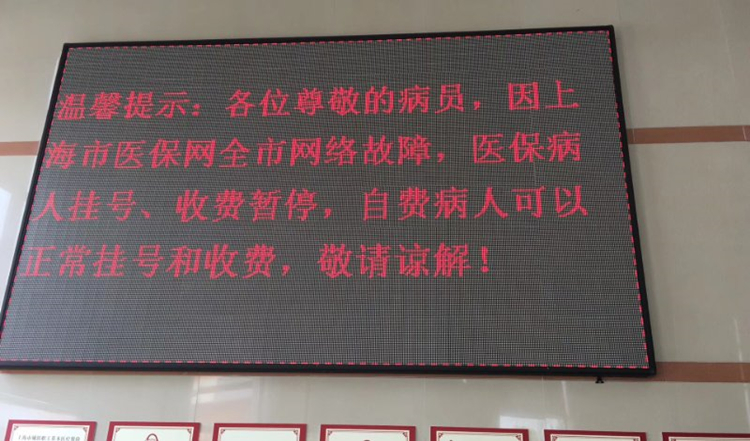 温馨提示：各位尊敬的病员，因上
海市医保网全市网络故障，医保病
人挂号、收费暂停，自费病人可以
正常挂号和收费，敬请谅解！